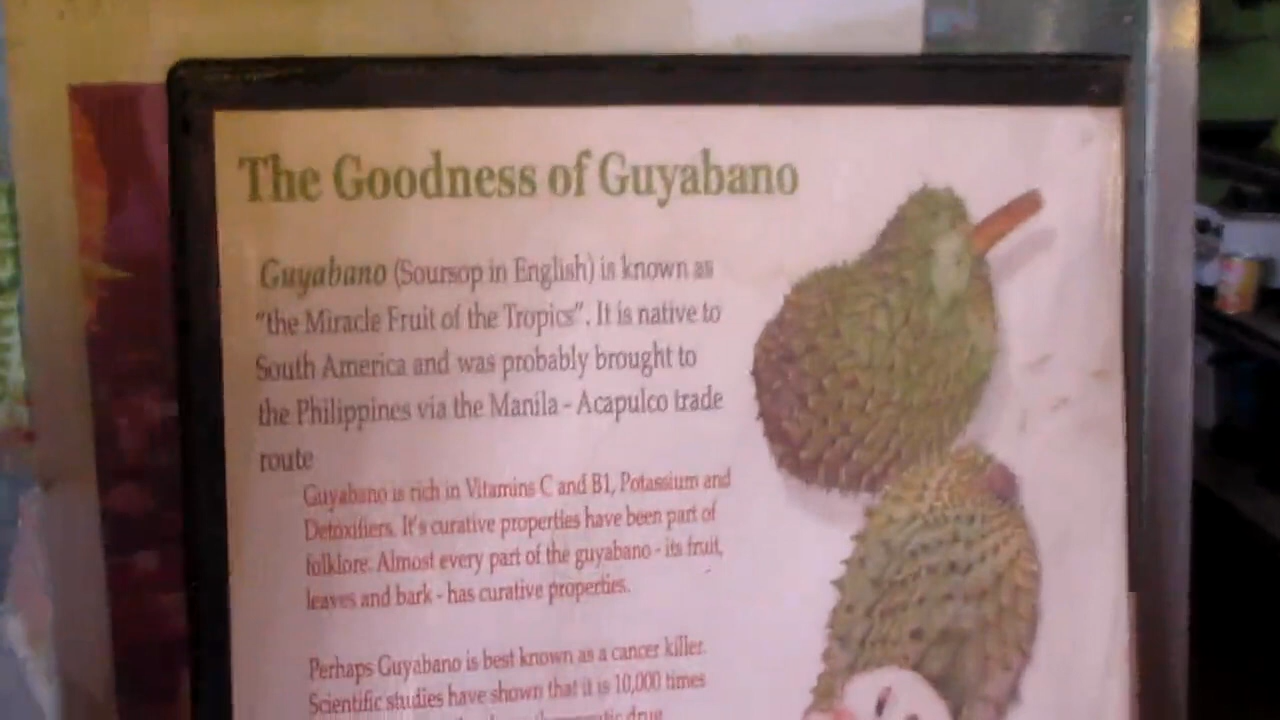 The Goodness of Guyabano
Guyabano (Soursop in English) is known as
"the Miracle Fruit of the Tropics". It is native to
South America and was probably brought to
the Philippines via the Manila - Acapulco trade
route
Guyabano is rich in Vitamins C and B1, Potassium and
Detoxifiers. It's curative properties have been part of
folklore. Almost every part of the guyabano - its fruit,
leaves and bark - has curative properties.
Perhaps Guyabano is best known as a cancer killer.
Scientific studies have shown that it is 10,000 times
drug